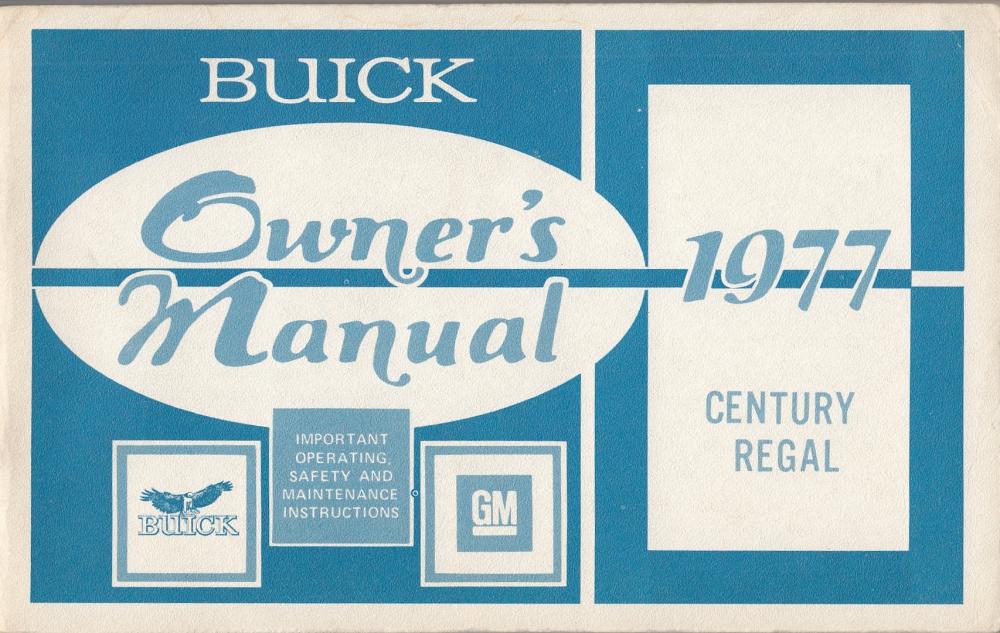 BUICK
Owner's
Manual
IMPORTANT
OPERATING,
SAFETY AND
MAINTENANCE
INSTRUCTIONS
BUICK
GM
1977
CENTURY
REGAL